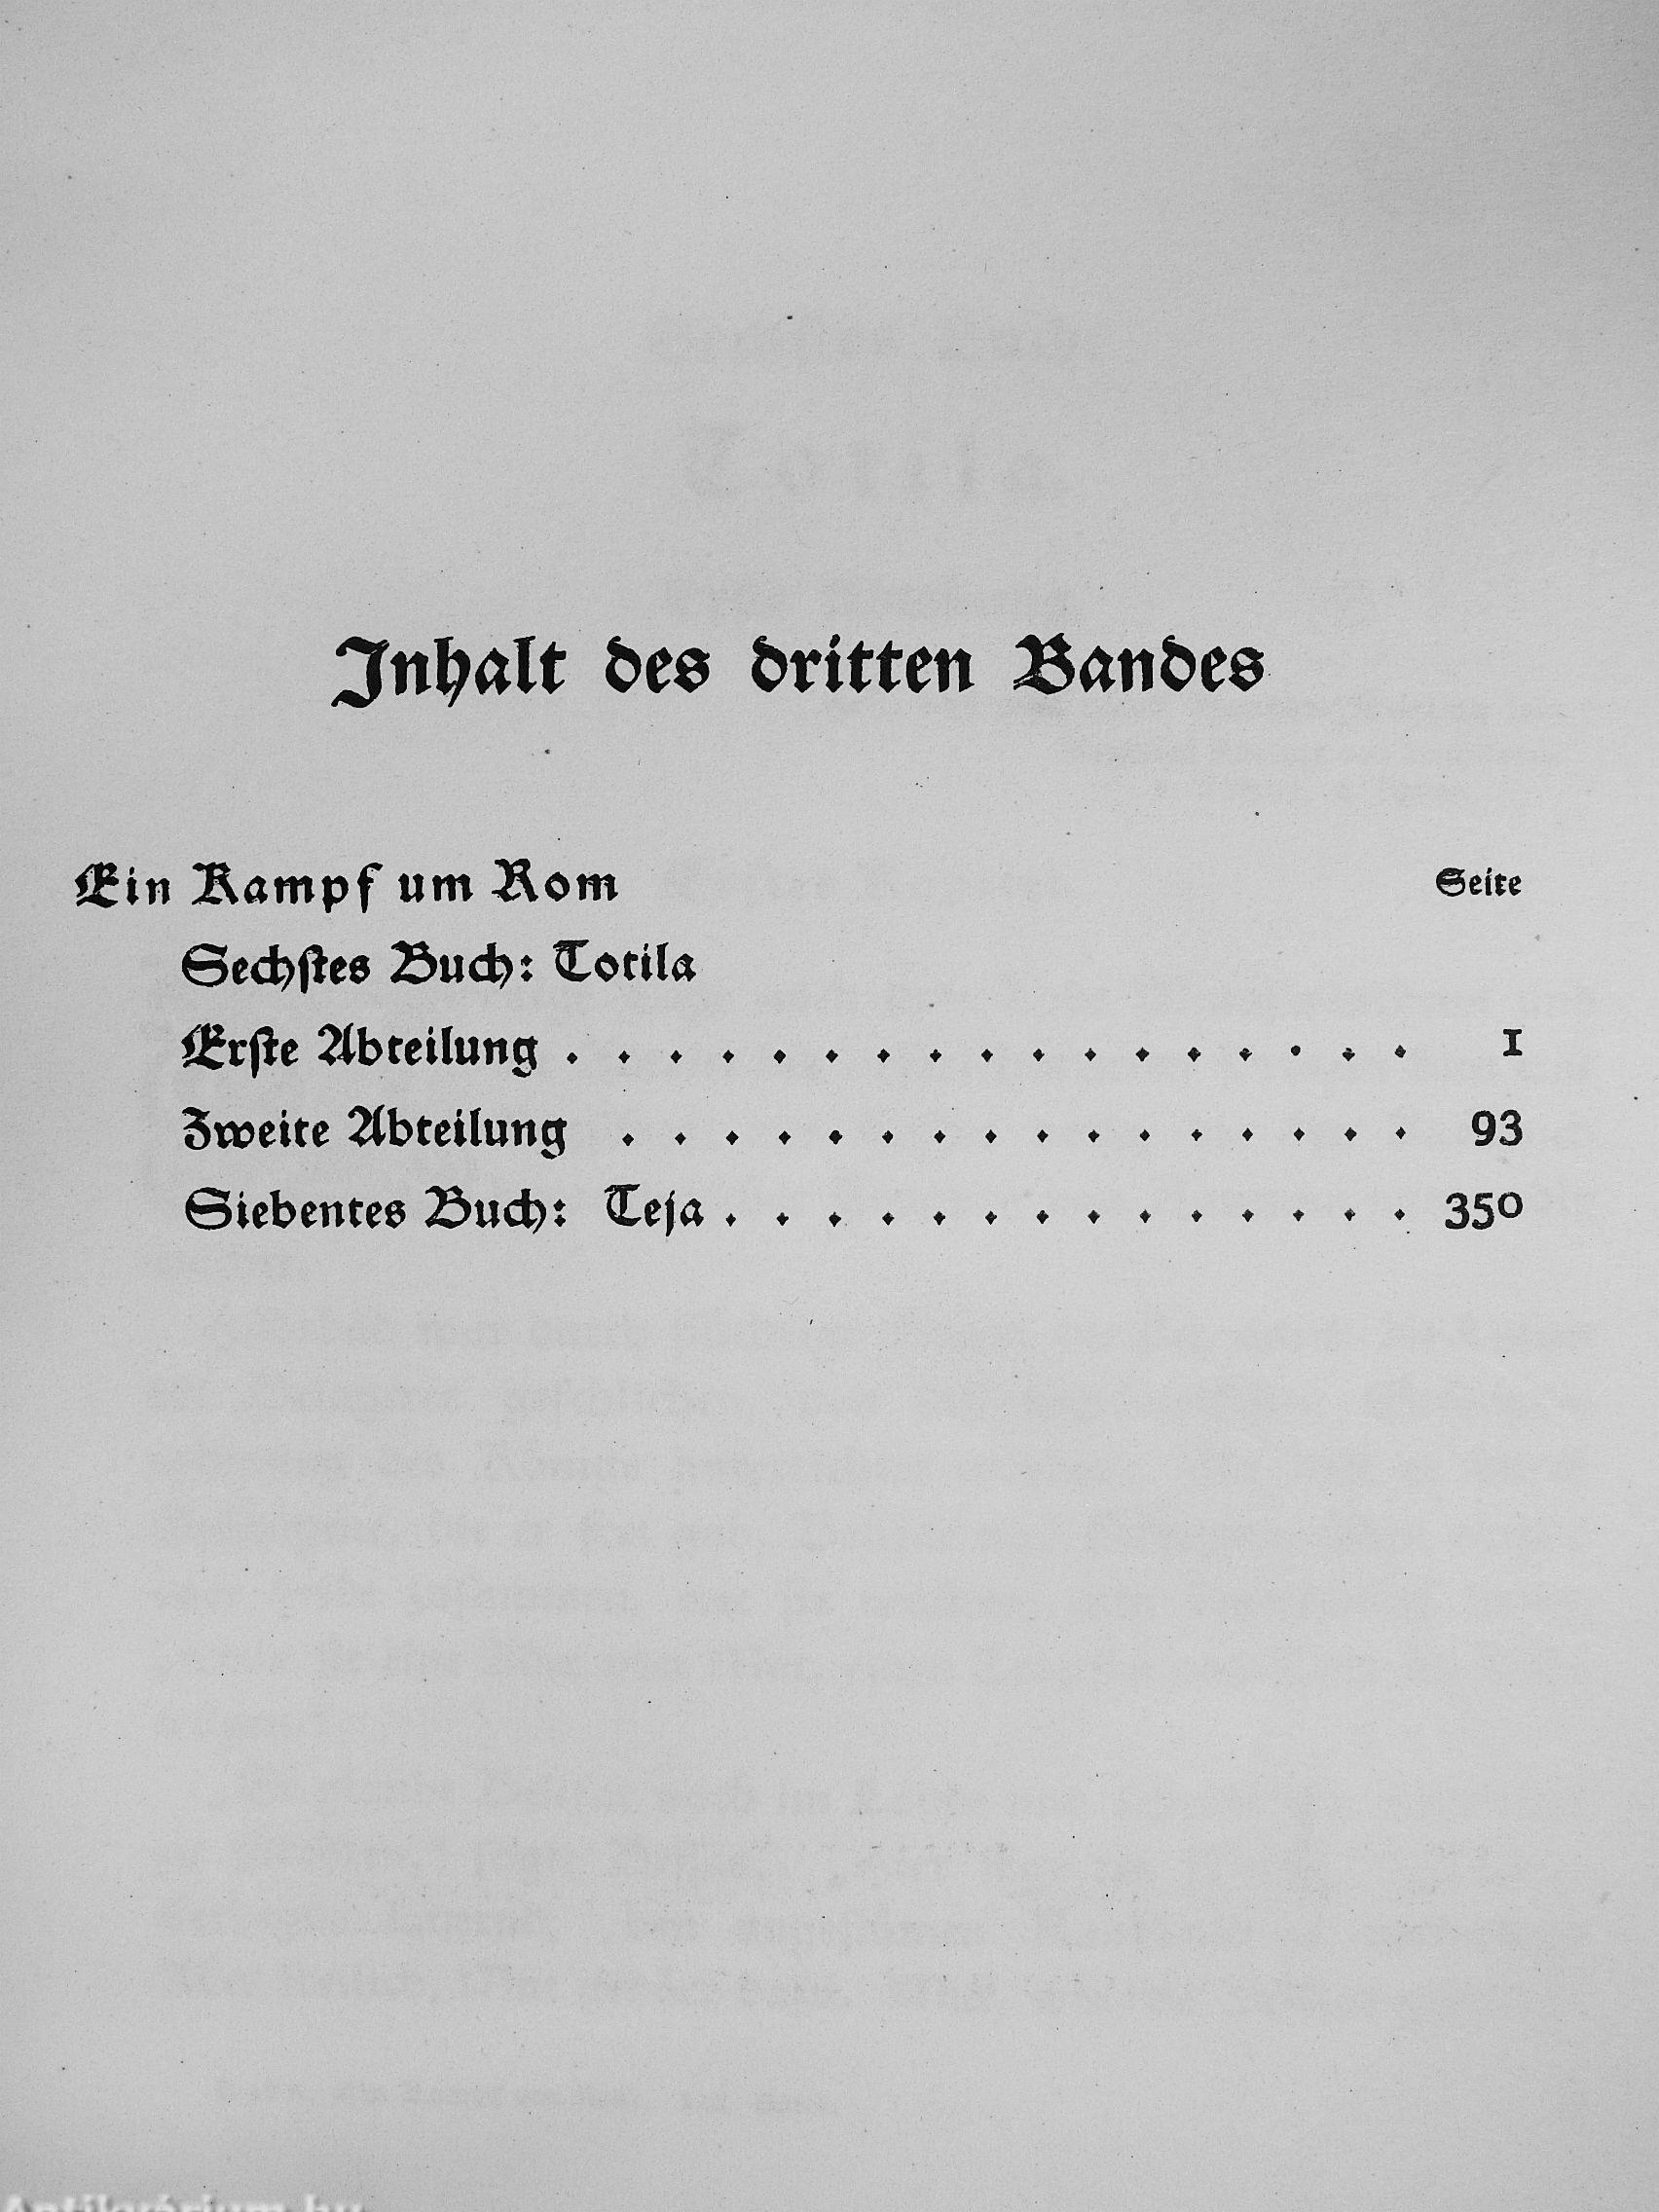 Inhalt des dritten Bandes
Ein Kampf um Rom Seite
Sechstes Buch: Totila
Erste Abteilung . . . . . . . . . . . . . . . . . 1
Zweite Abteilung . . . . . . . . . . . . . . . . 93
Siebentes Buch: Teja . . . . . . . . . . . . . . 350